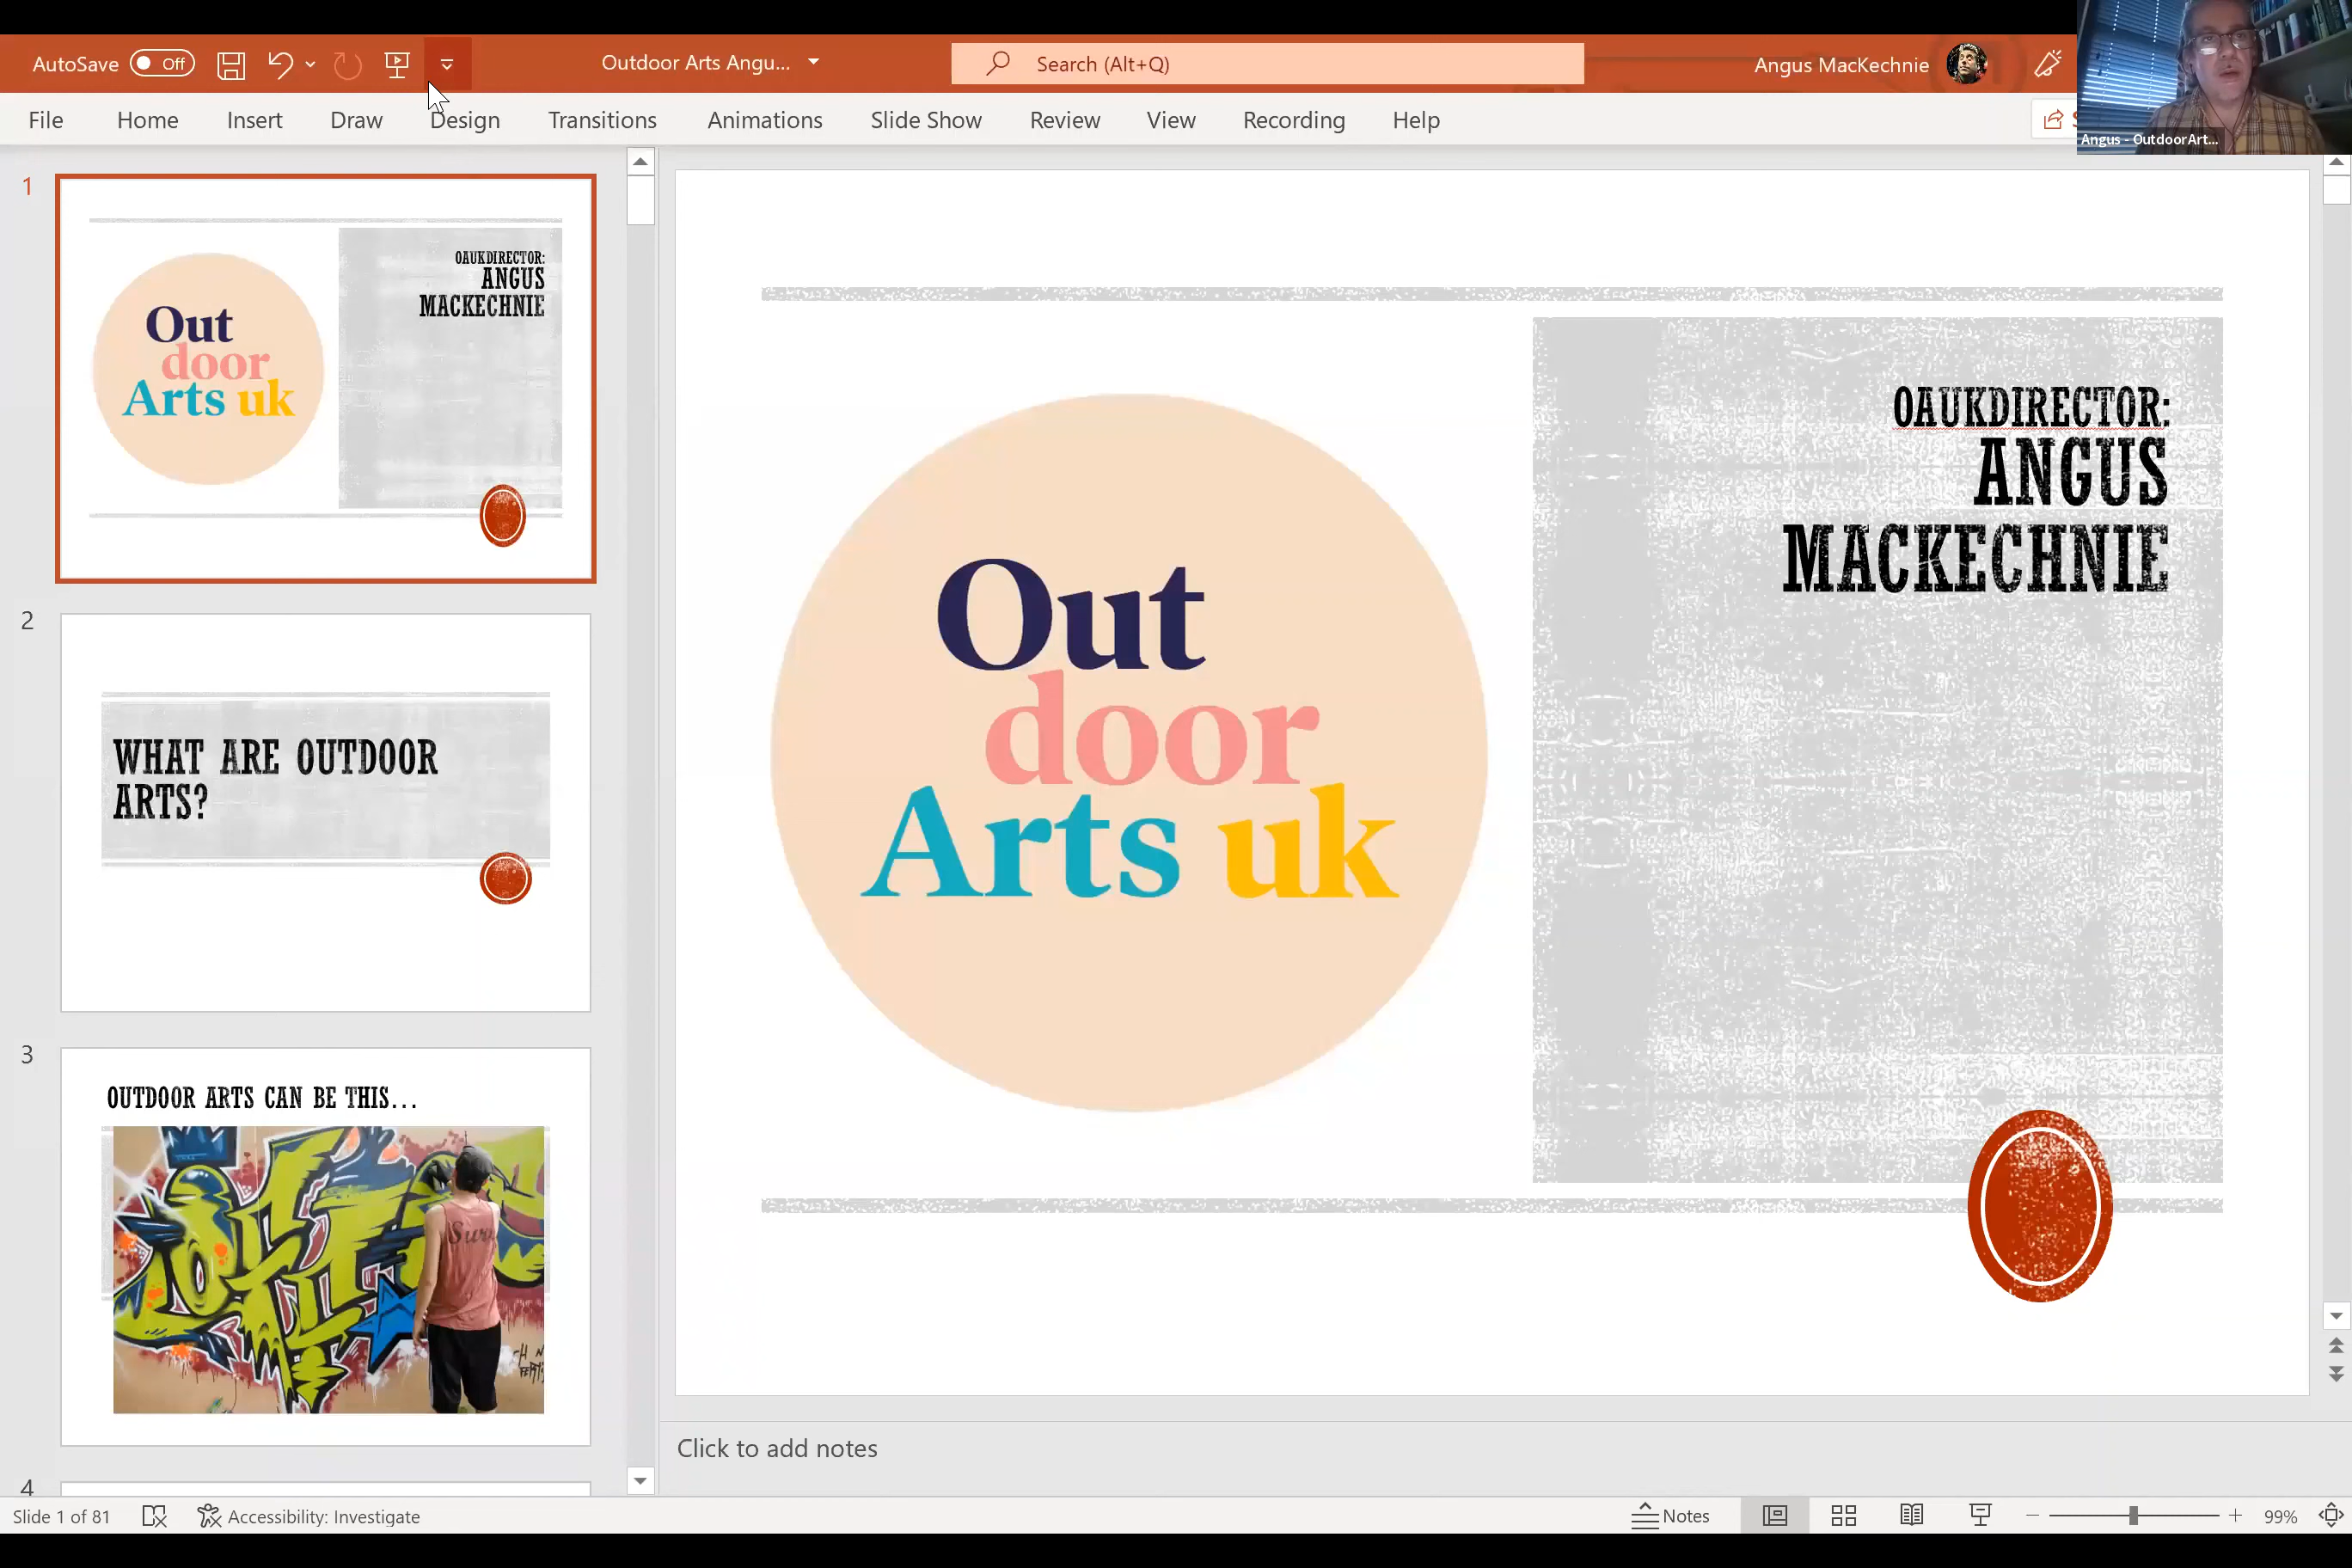 AutoSave Off
Outdoor Arts Angu...
Search (Alt+Q)
Angus MacKechnie
File Home Insert Draw Design Transitions Animations Slide Show Review View Recording Help
Angus - OutdoorArt...
1
OAUKDIRECTOR:
ANGUS
MACKECHNIE
Out
door
Arts uk
2
WHAT ARE OUTDOOR
ARTS?
3
OUTDOOR ARTS CAN BE THIS...
4
OAUKDIRECTOR:
ANGUS
MACKECHNIE
Out
door
Arts uk
Click to add notes
Slide 1 of 81
Accessibility: Investigate
Notes
99%